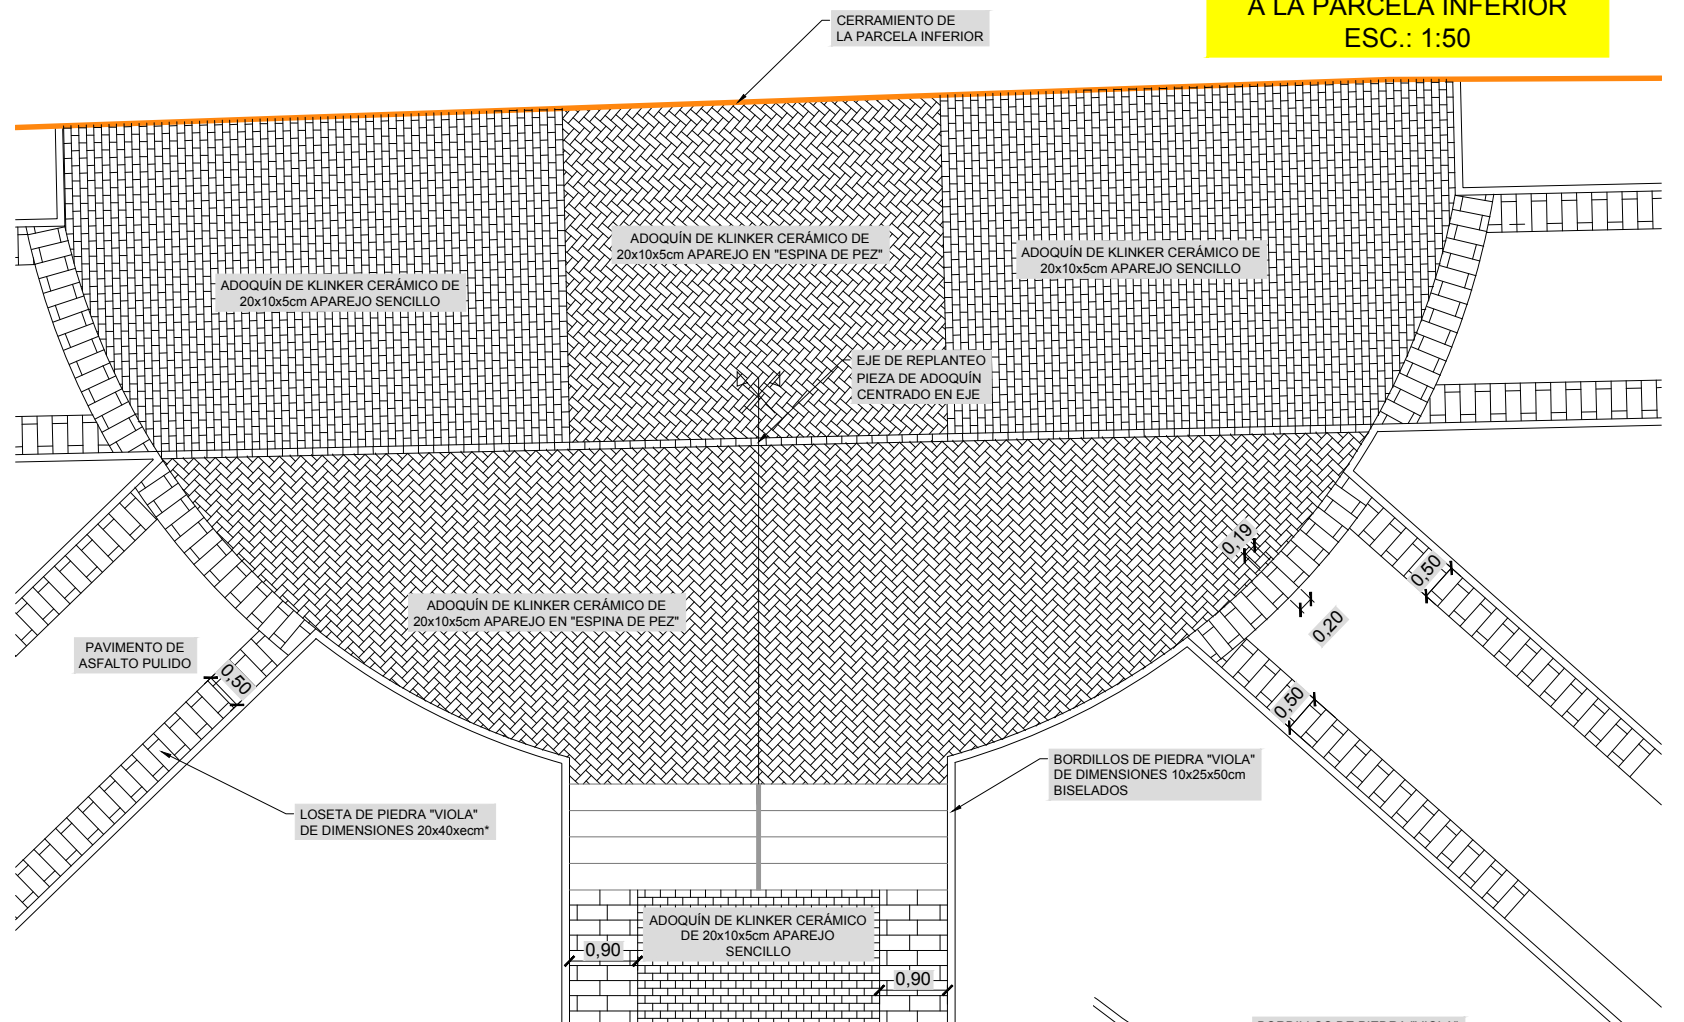 A LA PARCELA INFERIOR
ESC.: 1:50
CERRAMIENTO DE
LA PARCELA INFERIOR
ADOQUÍN DE KLINKER CERÁMICO DE
20x10x5cm APAREJO EN "ESPINA DE PEZ"
ADOQUÍN DE KLINKER CERÁMICO DE
20x10x5cm APAREJO SENCILLO
ADOQUÍN DE KLINKER CERÁMICO DE
20x10x5cm APAREJO SENCILLO
EJE DE REPLANTEO
PIEZA DE ADOQUÍN
CENTRADO EN EJE
0,19
0,50
0,20
ADOQUÍN DE KLINKER CERÁMICO DE
20x10x5cm APAREJO EN "ESPINA DE PEZ"
PAVIMENTO DE
ASFALTO PULIDO
0,50
0,50
BORDILLOS DE PIEDRA "VIOLA"
DE DIMENSIONES 10x25x50cm
BISELADOS
LOSETA DE PIEDRA "VIOLA"
DE DIMENSIONES 20x40xecm*
ADOQUÍN DE KLINKER CERÁMICO
DE 20x10x5cm APAREJO
SENCILLO
0,90
0,90
BORDILLOS DE PIEDRA "VIOLA"